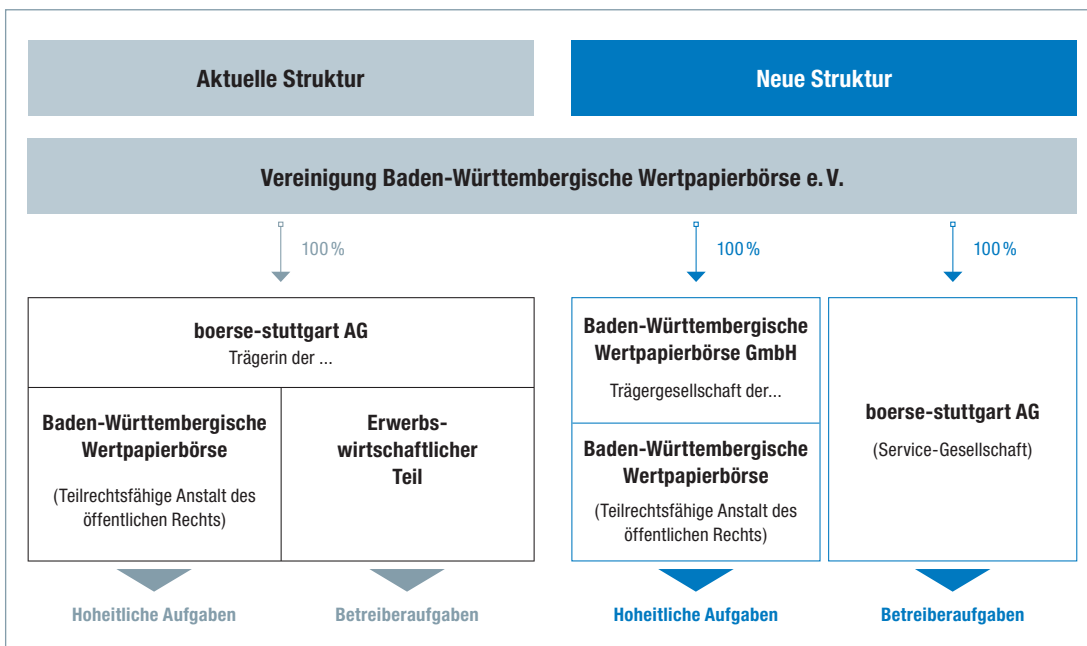 Aktuelle Struktur
Neue Struktur
Vereinigung Baden-Württembergische Wertpapierbörse e. V.
100 %
100 %
100 %
boerse-stuttgart AG
Trägerin der ...
Baden-Württembergische
Wertpapierbörse
(Teilrechtsfähige Anstalt des
öffentlichen Rechts)
Erwerbs-
wirtschaftlicher
Teil
Baden-Württembergische
Wertpapierbörse GmbH
Trägergesellschaft der...
Baden-Württembergische
Wertpapierbörse
(Teilrechtsfähige Anstalt des
öffentlichen Rechts)
boerse-stuttgart AG
(Service-Gesellschaft)
Hoheitliche Aufgaben
Betreiberaufgaben
Hoheitliche Aufgaben
Betreiberaufgaben